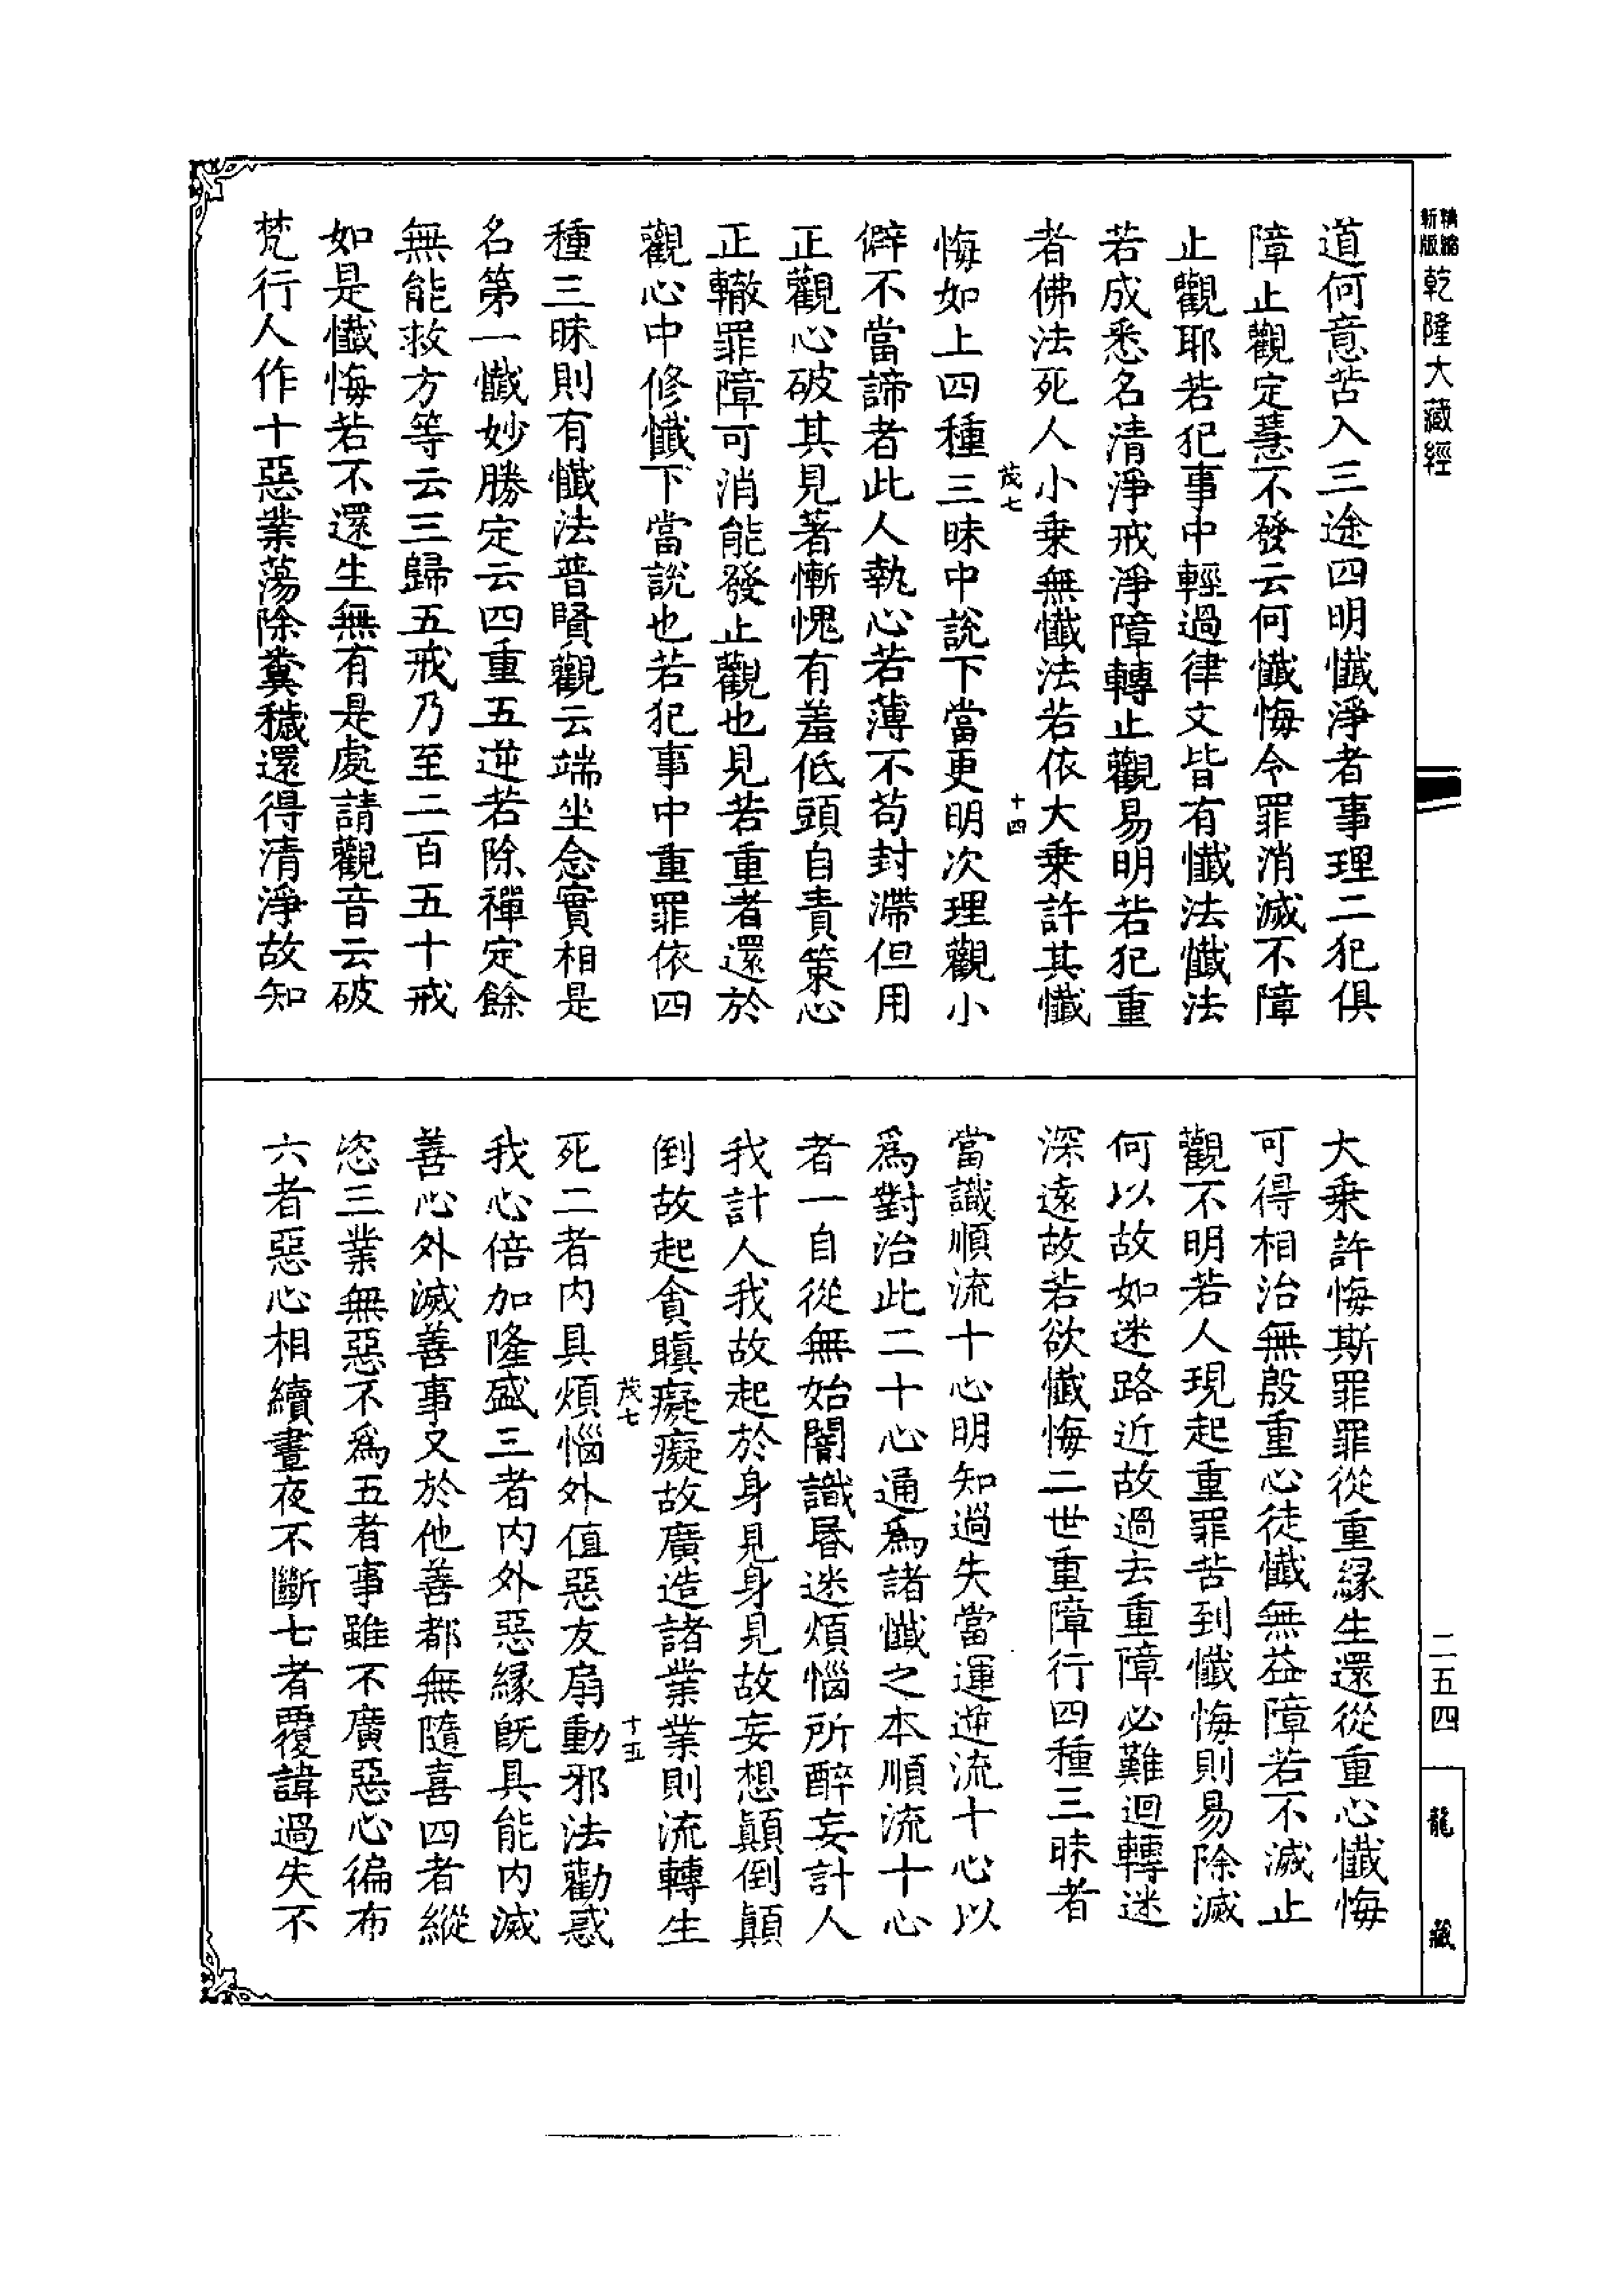 精縮
新版
乾隆大藏經
道何意苦入三途四明懺淨者事理二犯俱
障止觀定慧不發云何懺悔令罪消滅不障
止觀耶若犯事中輕過律文皆有懺法懺法
若成悉名清淨戒淨障轉止觀易明若犯重
者佛法死人小乗無懺法若依大乗許其懺
茂七
十四
悔如上四種三昧中說下當更明次理觀小
僻不當諦者此人執心若薄不苟封滯但用
正觀心破其見著慚愧有羞低頭自責策心
正轍罪障可消能發止觀也見若重者還於
觀心中修懺下當說也若犯事中重罪依四
種三昧則有懺法普賢觀云端坐念實相是
名第一懺妙勝定云四重五逆若除禪定餘
無能救方等云三歸五戒乃至二百五十戒
如是懺悔若不還生無有是處請觀音云破
梵行人作十惡業蕩除糞穢還得清淨故知
大乗許悔斯罪罪從重緣生還從重心懺悔
可得相治無殷重心徒懺無益障若不滅止
觀不明若人現起重罪苦到懺悔則易除滅
何以故如迷路近故過去重障必難迴轉迷
深遠故若欲懺悔二世重障行四種三昧者
當識順流十心明知過失當運逆流十心以
爲對治此二十心通爲諸懺之本順流十心
者一自從無始闇識昬迷煩惱所醉妄計人
我計人我故起於身見身見故妄想顛倒顛
倒故起貪瞋癡癡故廣造諸業業則流轉生
茂七
十五
死二者内具煩惱外值惡友扇動邪法勸惑
我心倍加隆盛三者内外惡緣旣具能内滅
善心外滅善事又於他善都無隨喜四者縱
恣三業無惡不爲五者事雖不廣惡心徧布
六者惡心相續晝夜不斷七者覆諱過失不
二五四
龍藏